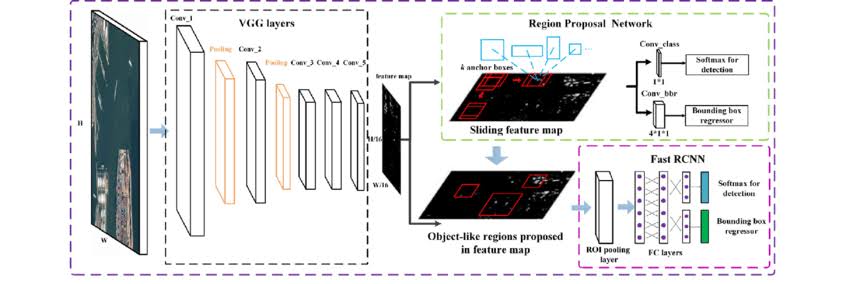 VGG layers
Conv_1
Pooling
Conv_2
Pooling
Conv_3
Conv_4
Conv_5
H
W
feature map
H/16
W/16
Region Proposal Network
k anchor boxes
...
Sliding feature map
Conv_class
1*1
Softmax for
detection
Conv_bbr
4*1*1
Bounding box
regressor
Object-like regions proposed
in feature map
Fast RCNN
ROI pooling
layer
FC layers
Softmax for
detection
Bounding box
regressor